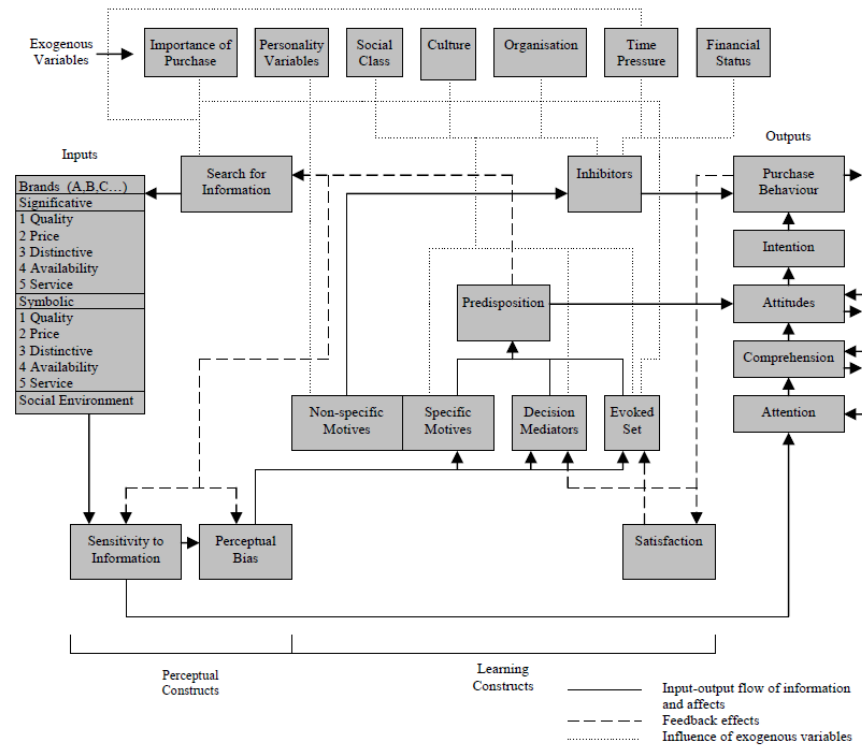 Exogenous
Variables
Importance of
Purchase
Personality
Variables
Social
Class
Culture
Organisation
Time
Pressure
Financial
Status
Inputs
Outputs
Brands (A,B,C…)
Significative
1 Quality
2 Price
3 Distinctive
4 Availability
5 Service
Symbolic
1 Quality
2 Price
3 Distinctive
4 Availability
5 Service
Social Environment
Search for
Information
Inhibitors
Purchase
Behaviour
Intention
Predisposition
Attitudes
Comprehension
Non-specific
Motives
Specific
Motives
Decision
Mediators
Evoked
Set
Attention
Sensitivity to
Information
Perceptual
Bias
Satisfaction
Perceptual
Constructs
Learning
Constructs
Input-output flow of information
and affects
Feedback effects
Influence of exogenous variables